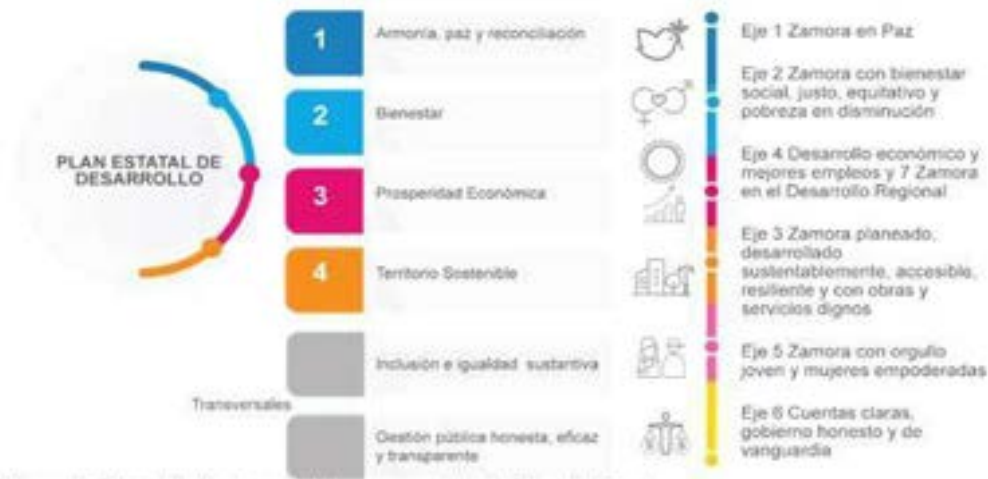 PLAN ESTATAL DE
DESARROLLO
1
Armonía, paz y reconciliación
2
Bienestar
3
Prosperidad Económica
4
Territorio Sostenible
Transversales
Inclusión e igualdad sustantiva
Gestión pública honesta, eficaz
y transparente
Eje 1 Zamora en Paz
Eje 2 Zamora con bienestar
social, justo, equitativo y
pobreza en disminución
Eje 4 Desarrollo económico y
mejores empleos y 7 Zamora
en el Desarrollo Regional
Eje 3 Zamora planeado,
desarrollado
sustentablemente, accesible,
resiliente y con obras y
servicios dignos
Eje 5 Zamora con orgullo
joven y mujeres empoderadas
Eje 6 Cuentas claras,
gobierno honesto y de
vanguardia